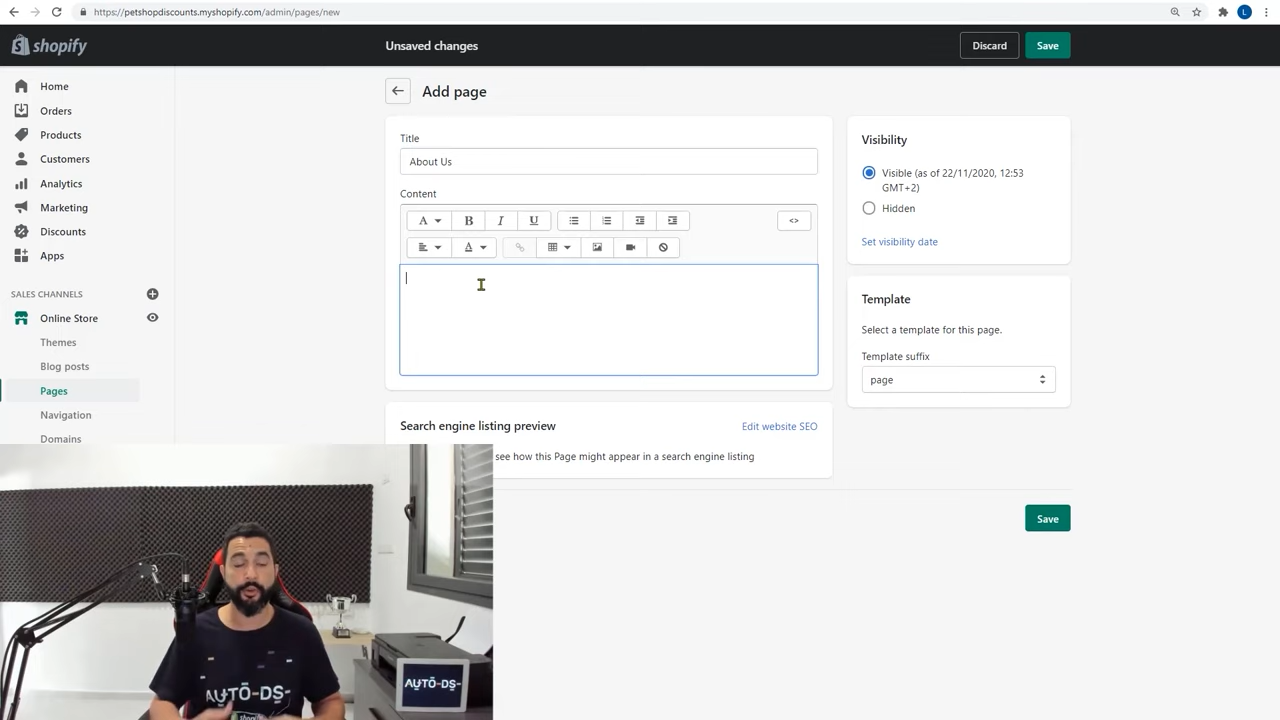 https://petshopdiscounts.myshopify.com/admin/pages/new
L
shopify
Unsaved changes
Discard
Save
Home
Orders
Products
Customers
Analytics
Marketing
Discounts
Apps
SALES CHANNELS
Online Store
Themes
Blog posts
Pages
Navigation
Domains
Add page
Title
About Us
Content
A
B
I
U
<>
A
Search engine listing preview
Edit website SEO
see how this Page might appear in a search engine listing
Visibility
Visible (as of 22/11/2020, 12:53
GMT+2)
Hidden
Set visibility date
Template
Select a template for this page.
Template suffix
page
Save
AUTO-DS-
AUTO-DS-